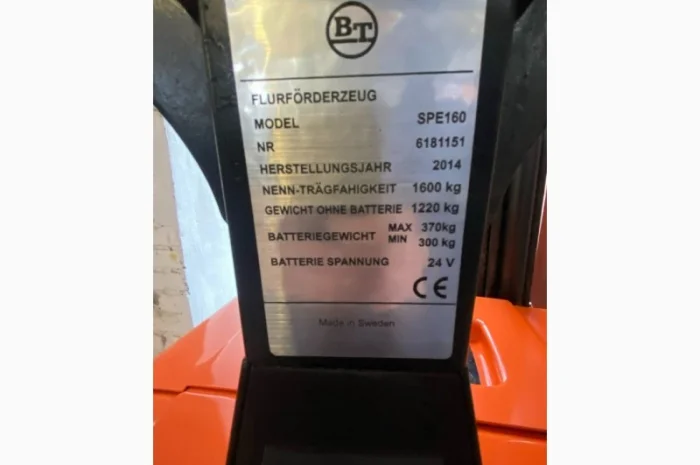 BT
FLURFÖRDERZEUG
MODEL SPE160
NR 6181151
HERSTELLUNGSJAHR 2014
NENN-TRÄGFAHIGKEIT 1600 kg
GEWICHT OHNE BATTERIE 1220 kg
BATTERIEGEWICHT MAX 370kg
MIN 300 kg
BATTERIE SPANNUNG 24 V
CE
Made in Sweden